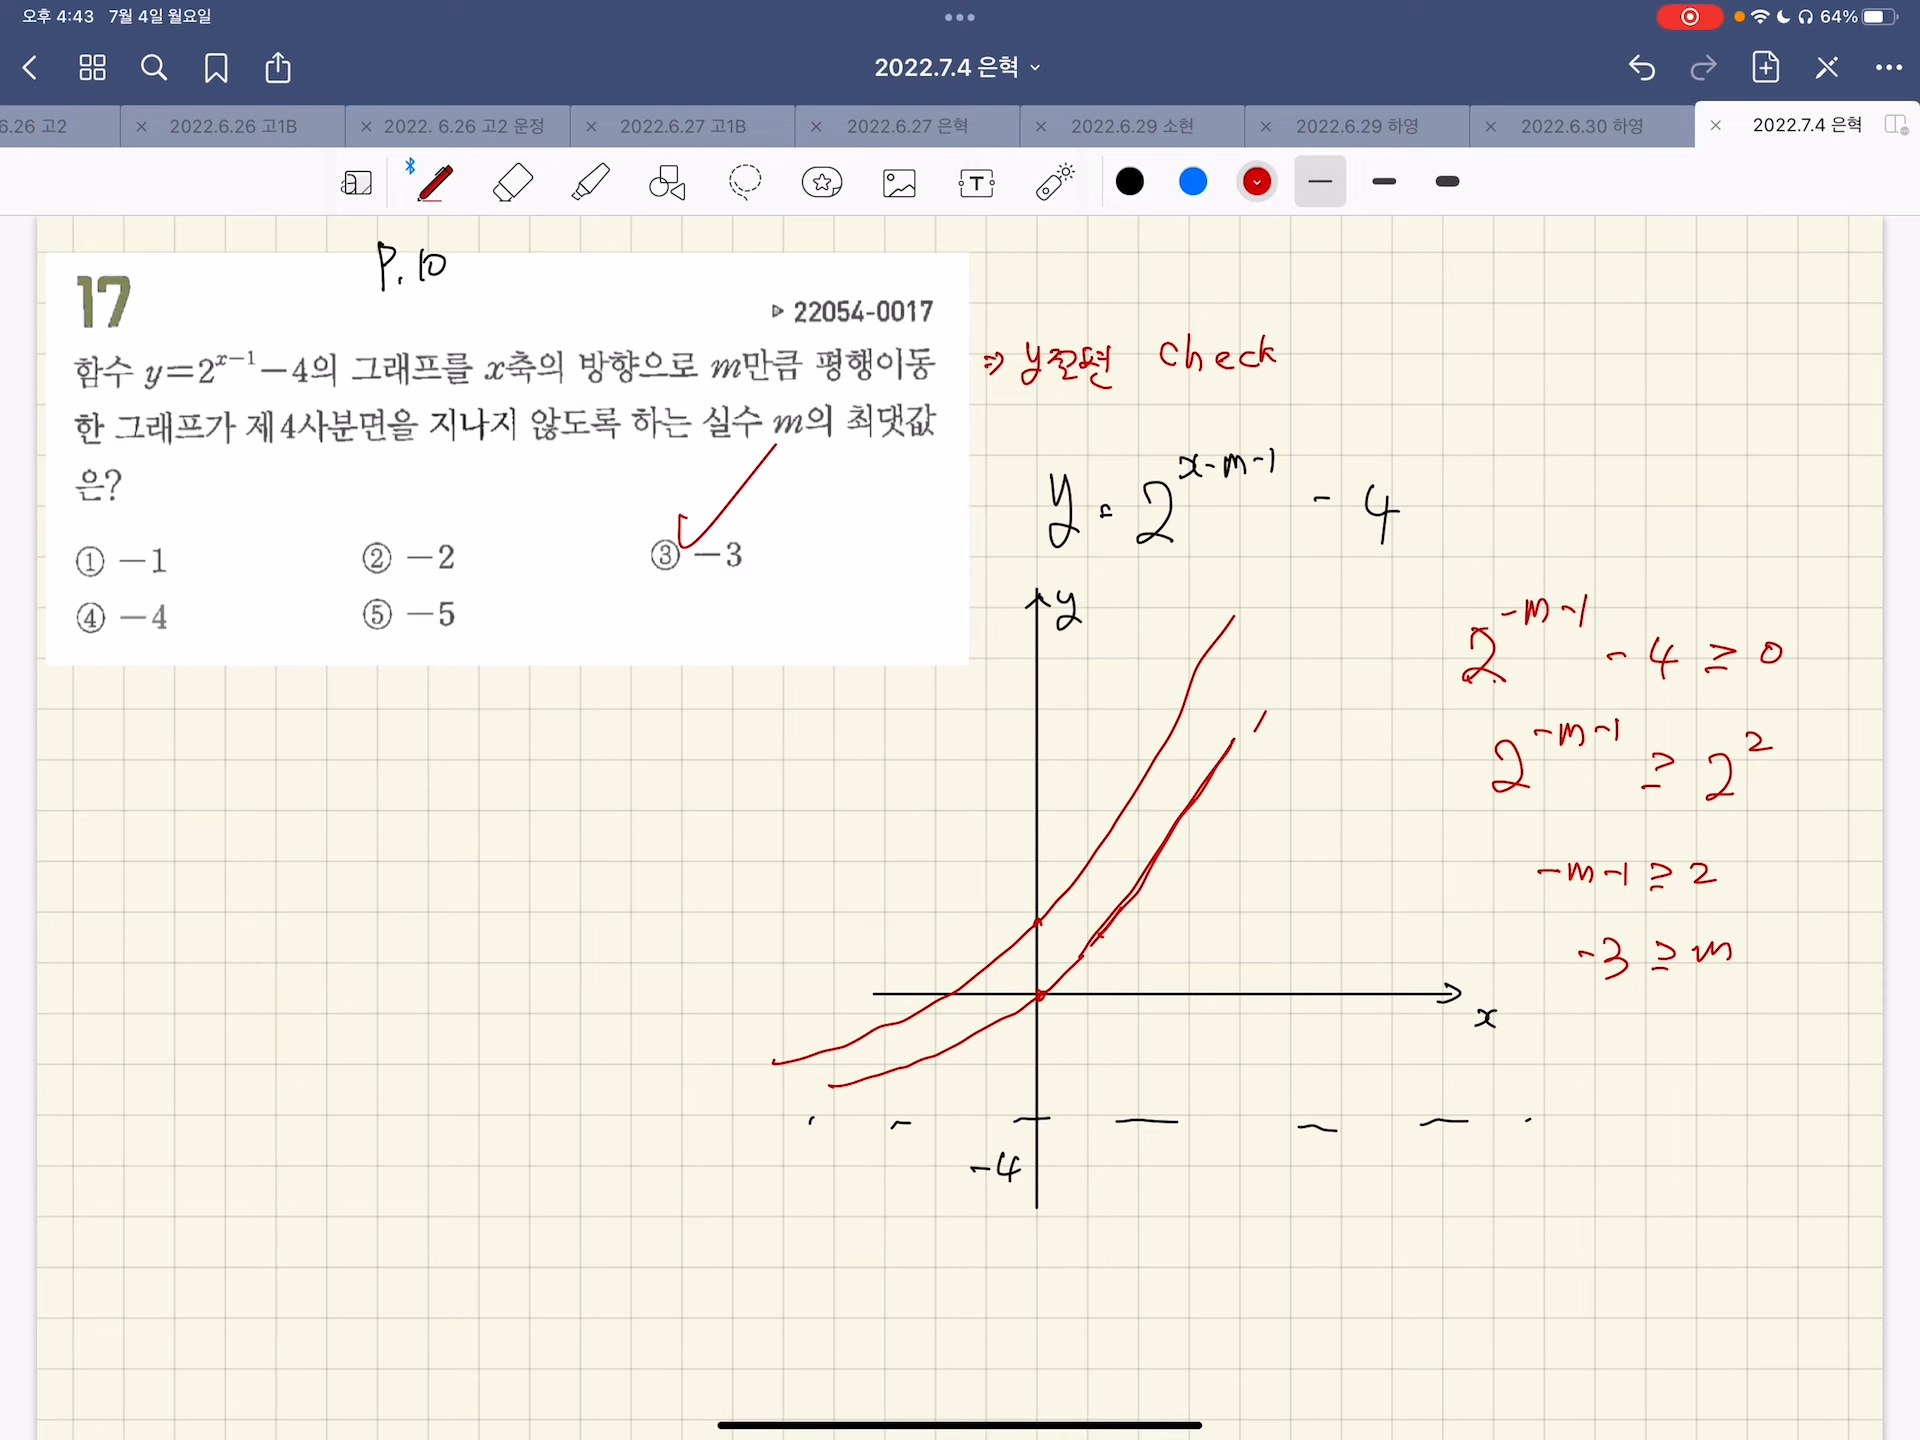 오후 4:43 7월 4일 월요일
64%
2022.7.4 은혁
6.26 고2
2022.6.26 고1B
2022. 6.26 고2 운정
2022.6.27 고1B
2022.6.27 은혁
2022.6.29 소현
2022.6.29 하영
2022.6.30 하영
2022.7.4 은혁
P. 10
17
▷ 22054-0017
함수 y=2^{x-1}-4의 그래프를 x축의 방향으로 m만큼 평행이동
한 그래프가 제4사분면을 지나지 않도록 하는 실수 m의 최댓값
은?
① -1 ② -2 ③ -3
④ -4 ⑤ -5
⇒ y절편 Check
y = 2^{x-m-1} - 4
y
2^{-m-1} - 4 ≥ 0
2^{-m-1} ≥ 2^2
-m-1 ≥ 2
-3 ≥ m
x
-4